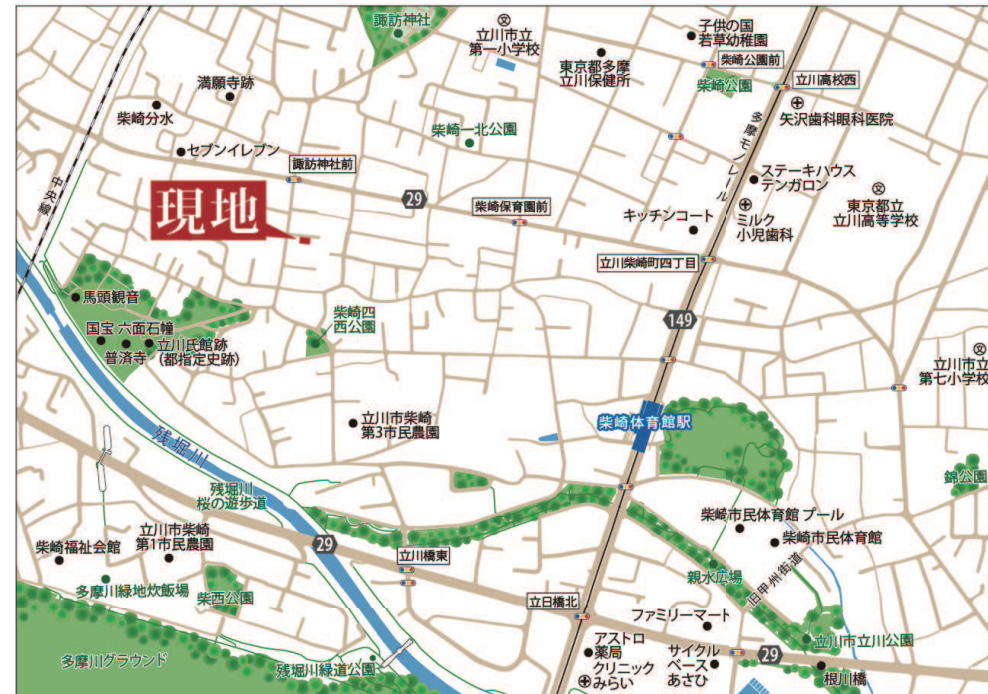 諏訪神社
立川市立
第一小学校
子供の国
若草幼稚園
柴崎公園前
東京都多摩
立川保健所
柴崎公園
立川高校西
満願寺跡
柴崎分水
矢沢歯科眼科医院
多摩モノレール
柴崎一北公園
セブンイレブン
諏訪神社前
中央線
29
現地
柴崎保育園前
ステーキハウス
テンガロン
東京都立
立川高等学校
キッチンコート
ミルク
小児歯科
立川柴崎町四丁目
馬頭観音
149
国宝 六面石幢
普済寺
立川氏館跡
(都指定史跡)
柴崎四
西公園
立川市立
第七小学校
立川市柴崎
第3市民農園
柴崎体育館駅
残堀川
残堀川
桜の遊歩道
錦公園
柴崎市民体育館 プール
柴崎市民体育館
柴崎福祉会館
立川市柴崎
第1市民農園
29
立川橋東
親水広場
旧甲州街道
多摩川緑地炊飯場
柴西公園
立日橋北
ファミリーマート
立川市立川公園
多摩川グラウンド
残堀川緑道公園
アストロ
薬局
クリニック
みらい
サイクル
ベース
あさひ
29
根川橋